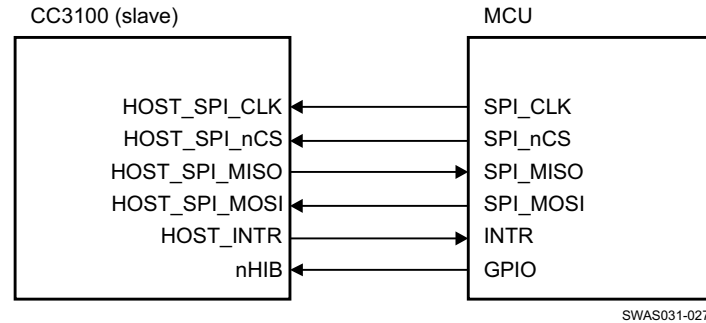 CC3100 (slave)
MCU
HOST_SPI_CLK
SPI_CLK
HOST_SPI_nCS
SPI_nCS
HOST_SPI_MISO
SPI_MISO
HOST_SPI_MOSI
SPI_MOSI
HOST_INTR
INTR
nHIB
GPIO
SWAS031-027